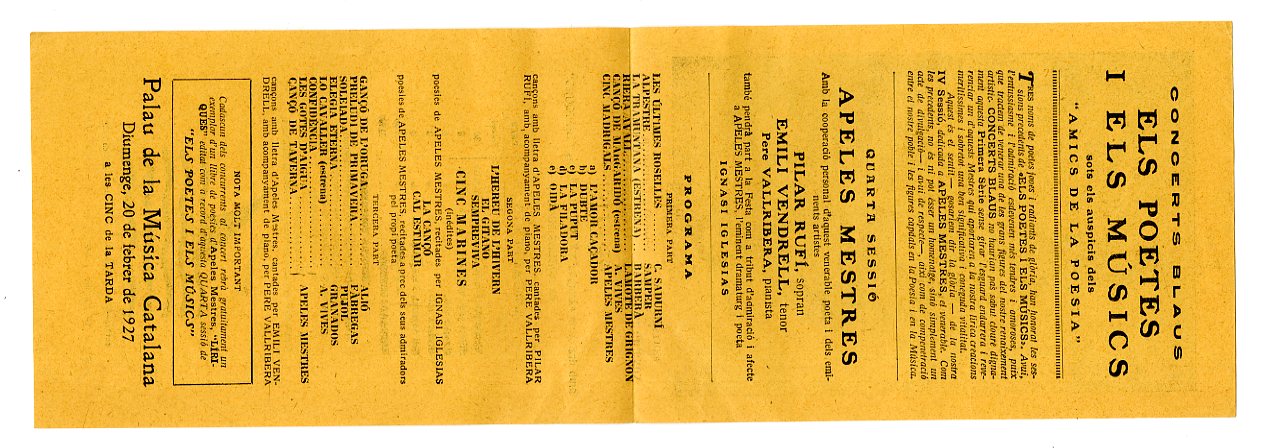 CONCERTS BLAUS
ELS POETES
I ELS MÚSICS
sots els auspicis dels
"AMICS DE LA POESIA"
TRES noms de poetes joves i radiants de glòria, han honorat les ses-
sions precedents de «ELS POETES I ELS MÚSICS». Avui,
l'entussiasme i l'admiració esdevenen més tendres i amoroses, puix
que tractem de venerar una de les grans figures del nostre renaixement
artístic. CONCERTS BLAUS no haurian pas sabut cloure digna-
ment aquesta Primera Sèrie sense girar l'esguard endarrera i reve-
renciar un d'aquests Mestres qui aportaren a la nostra lírica creacions
meritíssimes i sobretot una ben significativa i coneguda vitalitat.
Aquest és el sentit— gosaríem dir la glòria — de la nostra
IV Sessió, dedicada a APELES MESTRES, el venerable. Com
les precedents, no és ni pot ésser un homenatge, sinó simplement un
acte de divulgació— i avui de respecte—, així com de compenetració
entre el nostre poble i les figures capdals en la Poesia i en la Música.
QUARTA SESSIÓ
APELES MESTRES
Amb la cooperació personal d'aquest venerable poeta i dels emi-
nents artistes
PILAR RUFÍ, sopran
EMILI VENDRELL, tenor
Pere VALLRIBERA, pianista
també pendrà part a la Festa com a tribut d'admiració i afecte
a APELES MESTRES, l'eminent dramaturg i poeta
IGNASI IGLESIAS
PROGRAMA
PRIMERA PART
LES ÚLTIMES ROSELLES ........ C. SADURNÍ
ALPESTRE .................... SAMPER
LA TRAMUNTANA (ESTRENA) ..... BARBERÀ
RIERA AVALL ................. LAMOTE DE GRIGNON
CANÇÓ DE MARGARIDÓ (estrena) A. VIVES
CINC MADRIGALS .............. APELES MESTRES
a) L'AMOR CAÇADOR
b) DUBTE
c) LA PUPUT
d) LA FILADORA
e) OIDÀ
cançons amb lletra d'APELES MESTRES, cantades per PILAR
RUFÍ, amb acompanyament de piano, per PERE VALLRIBERA
SEGONA PART
L'HEREU DE L'HIVERN
EL GITANO
SEMPREVIVA
CINC MARINES
(inédites)
poesies de APELES MESTRES, recitades per IGNASI IGLESIAS
LA CANÇÓ
CAL ESTIMAR
poesies de APELES MESTRES, recitades a prec dels seus admiradors
pel propi poeta
TERCERA PART
CANÇÓ DE L'ORUGA ............ ALIÓ
PRELUDI DE PRIMAVERA ........ FÀBREGAS
SOLEIADA .................... PUJOL
ELEGIA ETERNA ............... GRANADOS
LO CAVALLER (estrena) ....... A. VIVES
CONFIDÈNCIA .................
LES GOTES D'AIGUA ........... APELES MESTRES
CANÇÓ DE TAVERNA ............
cançons amb lletra d'Apeles Mestres, cantades per EMILI VEN-
DRELL, amb acompanyament de piano, per PERE VALLRIBERA
NOTA MOLT IMPORTANT
Cadascun dels concurrents al concert rebrà gratuitament un
exemplar d'un llibre de poesies d'Apeles Mestres, "LÍRI-
QUES" editat com a record d'aquesta QUARTA sessió de
"ELS POETES I ELS MÚSICS"
Palau de la Música Catalana
Diumenge, 20 de febrer de 1927
a les CINC de la TARDA